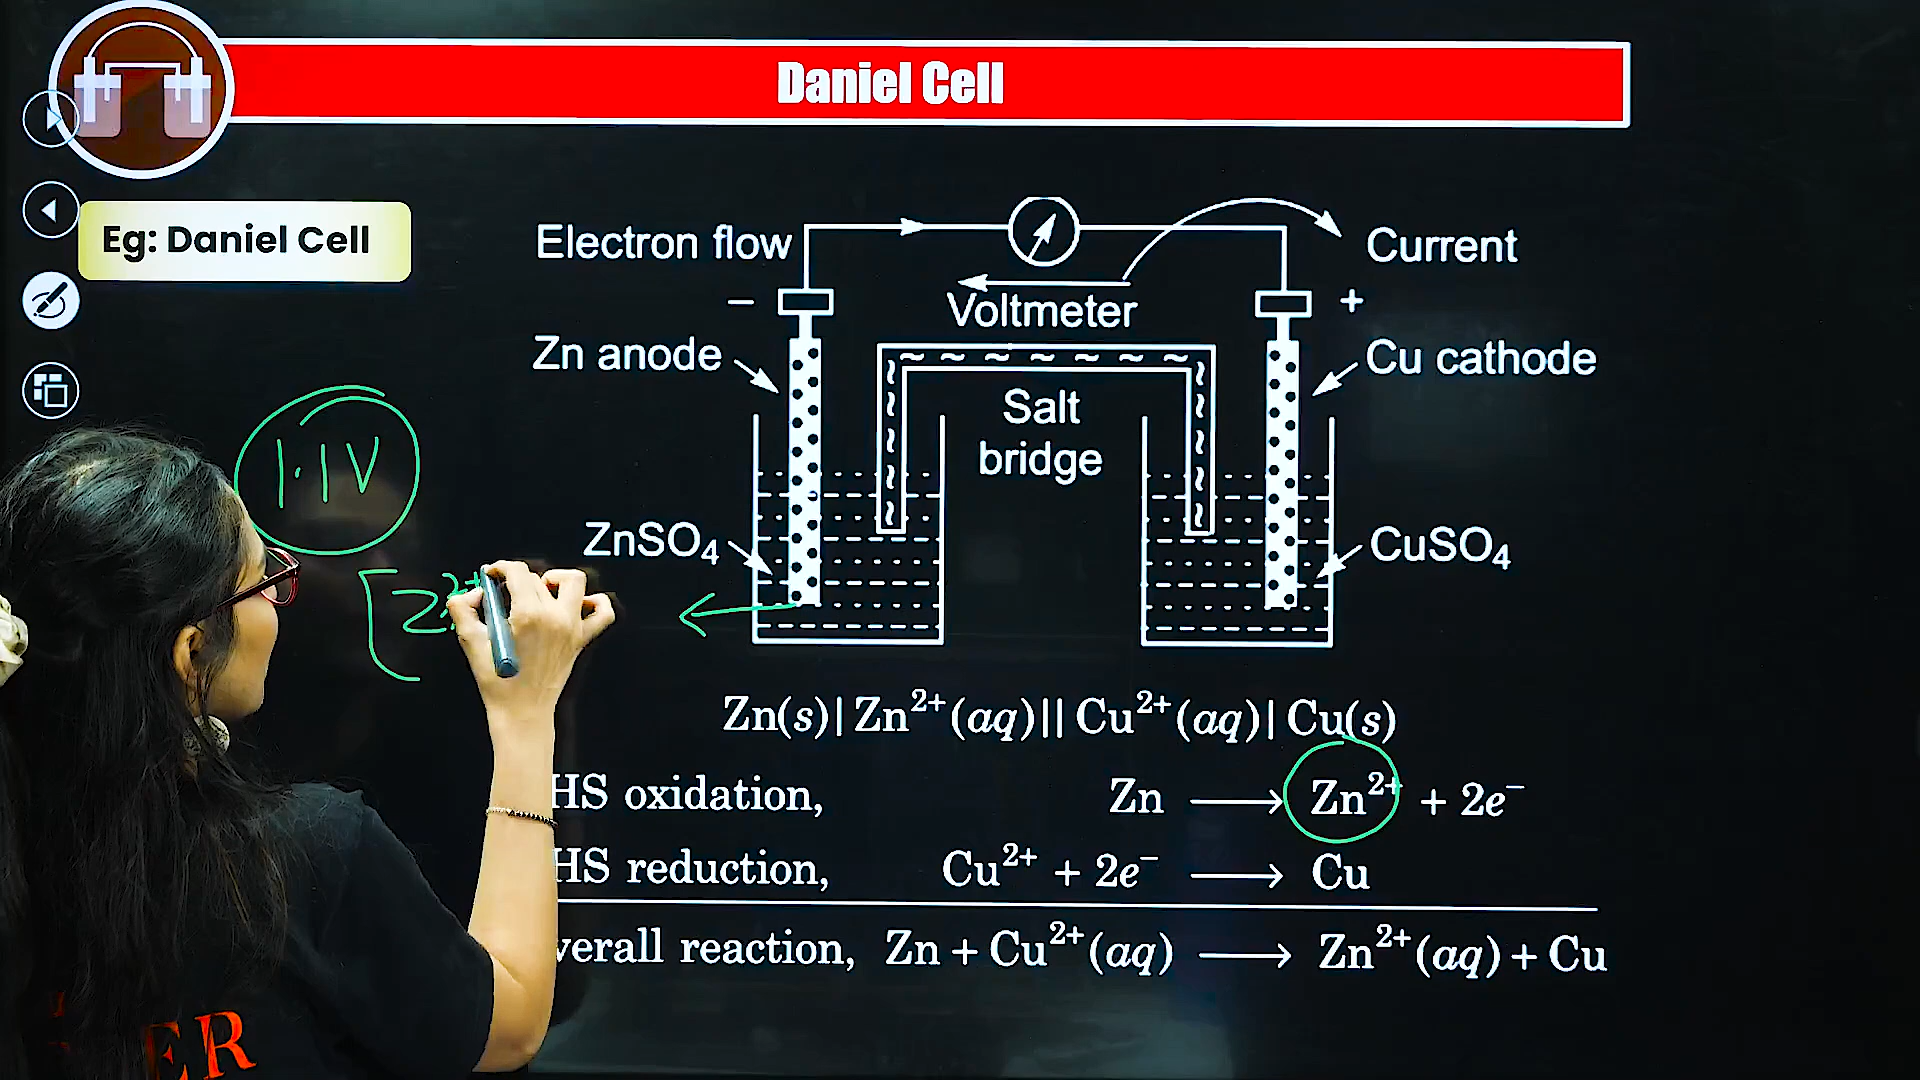 Daniel Cell
Eg: Daniel Cell
Electron flow
Current
− +
Voltmeter
Zn anode
Cu cathode
Salt
bridge
1.1V
ZnSO₄
CuSO₄
Zn(s)|Zn²⁺(aq)||Cu²⁺(aq)|Cu(s)
HS oxidation, Zn ⟶ Zn²⁺ + 2e⁻
HS reduction, Cu²⁺ + 2e⁻ ⟶ Cu
verall reaction, Zn + Cu²⁺(aq) ⟶ Zn²⁺(aq) + Cu
ER